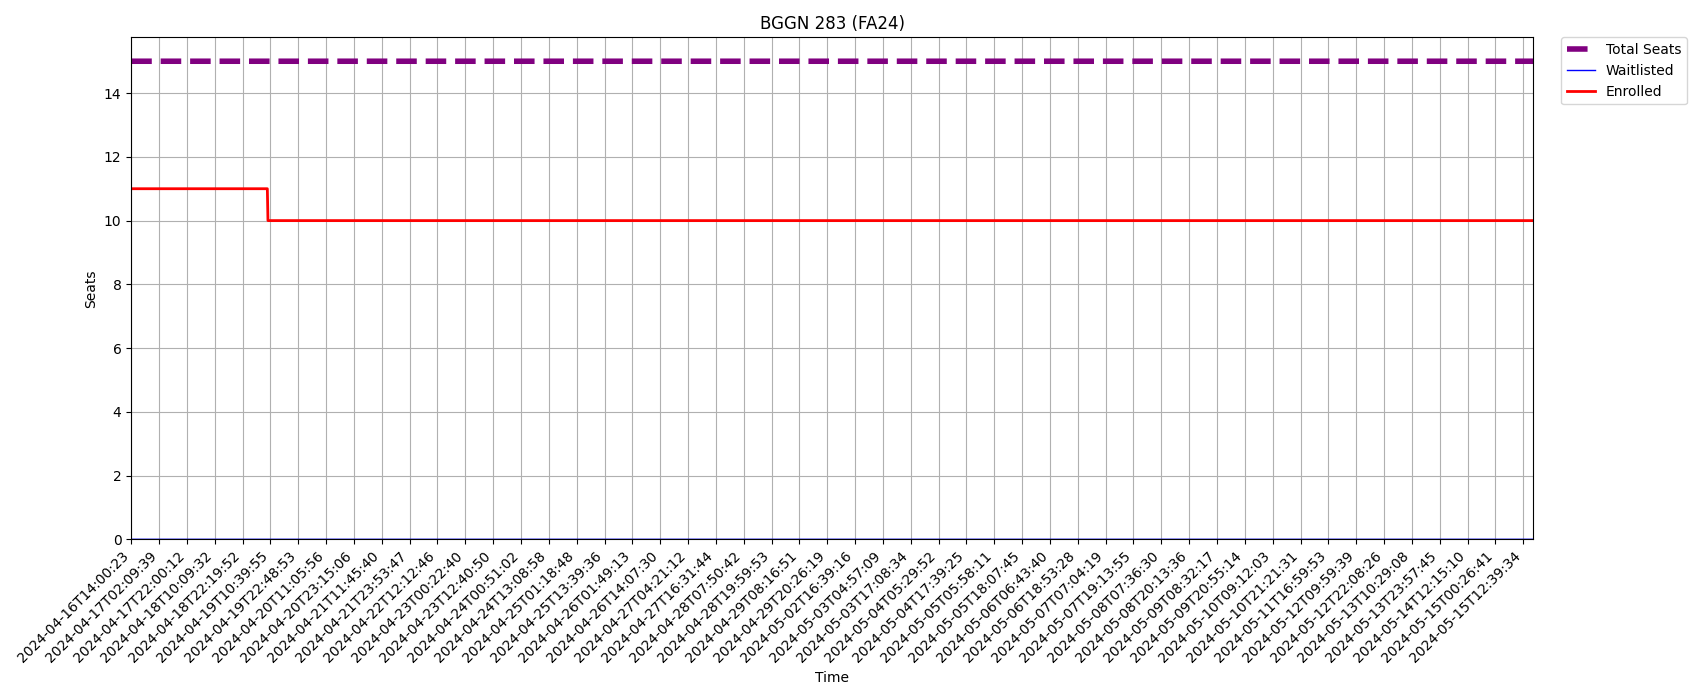 BGGN 283 (FA24)
Total Seats
Waitlisted
Enrolled
Seats
14
12
10
8
6
4
2
0
2024-04-16T14:00:23
2024-04-17T02:09:39
2024-04-17T22:00:12
2024-04-18T10:09:32
2024-04-18T22:19:52
2024-04-19T10:39:55
2024-04-19T22:48:53
2024-04-20T11:05:56
2024-04-20T23:15:06
2024-04-21T11:45:40
2024-04-21T23:53:47
2024-04-22T12:12:46
2024-04-23T00:22:40
2024-04-23T12:40:50
2024-04-24T00:51:02
2024-04-24T13:08:58
2024-04-25T01:18:48
2024-04-25T13:39:36
2024-04-26T01:49:13
2024-04-26T14:07:30
2024-04-27T04:21:12
2024-04-27T16:31:44
2024-04-28T07:50:42
2024-04-28T19:59:53
2024-04-29T08:16:51
2024-04-29T20:26:19
2024-05-02T16:39:16
2024-05-03T04:57:09
2024-05-03T17:08:34
2024-05-04T05:29:52
2024-05-04T17:39:25
2024-05-05T05:58:11
2024-05-05T18:07:45
2024-05-06T06:43:40
2024-05-06T18:53:28
2024-05-07T07:04:19
2024-05-07T19:13:55
2024-05-08T07:36:30
2024-05-08T20:13:36
2024-05-09T08:32:17
2024-05-09T20:55:14
2024-05-10T09:12:03
2024-05-10T21:21:31
2024-05-11T16:59:53
2024-05-12T09:59:39
2024-05-12T22:08:26
2024-05-13T10:29:08
2024-05-13T23:57:45
2024-05-14T12:15:10
2024-05-15T00:26:41
2024-05-15T12:39:34
Time